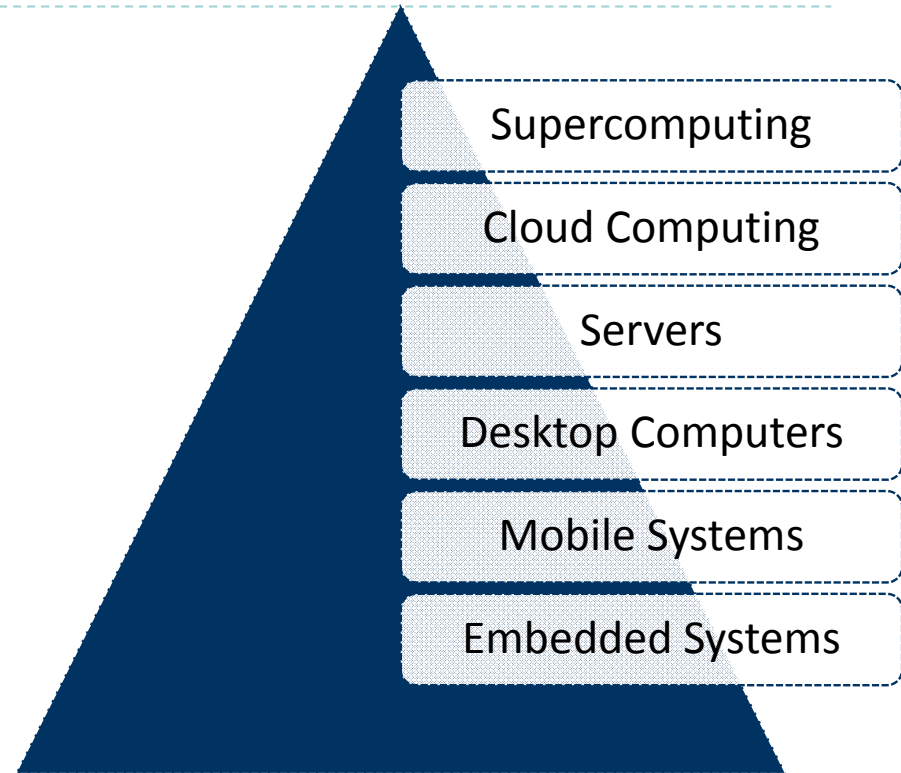 Supercomputing
Cloud Computing
Servers
Desktop Computers
Mobile Systems
Embedded Systems